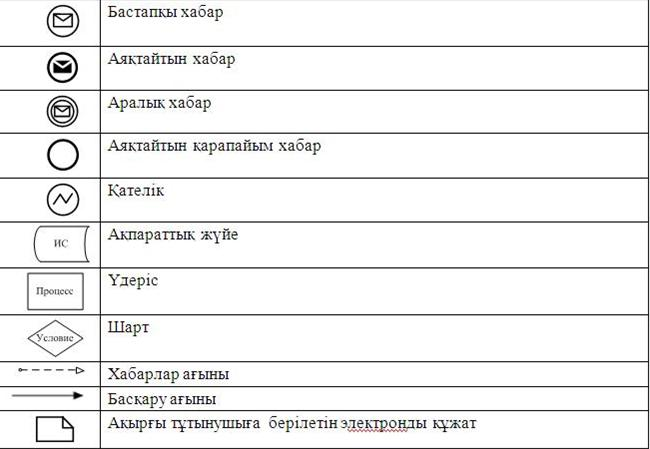 Бастапқы хабар
Аяқтайтын хабар
Аралық хабар
Аяқтайтын қарапайым хабар
Қателік
ИС
Ақпараттық жүйе
Процесс
Үдеріс
Условие
Шарт
Хабарлар ағыны
Басқару ағыны
Ақырғы тұтынушыға берілетін электронды құжат